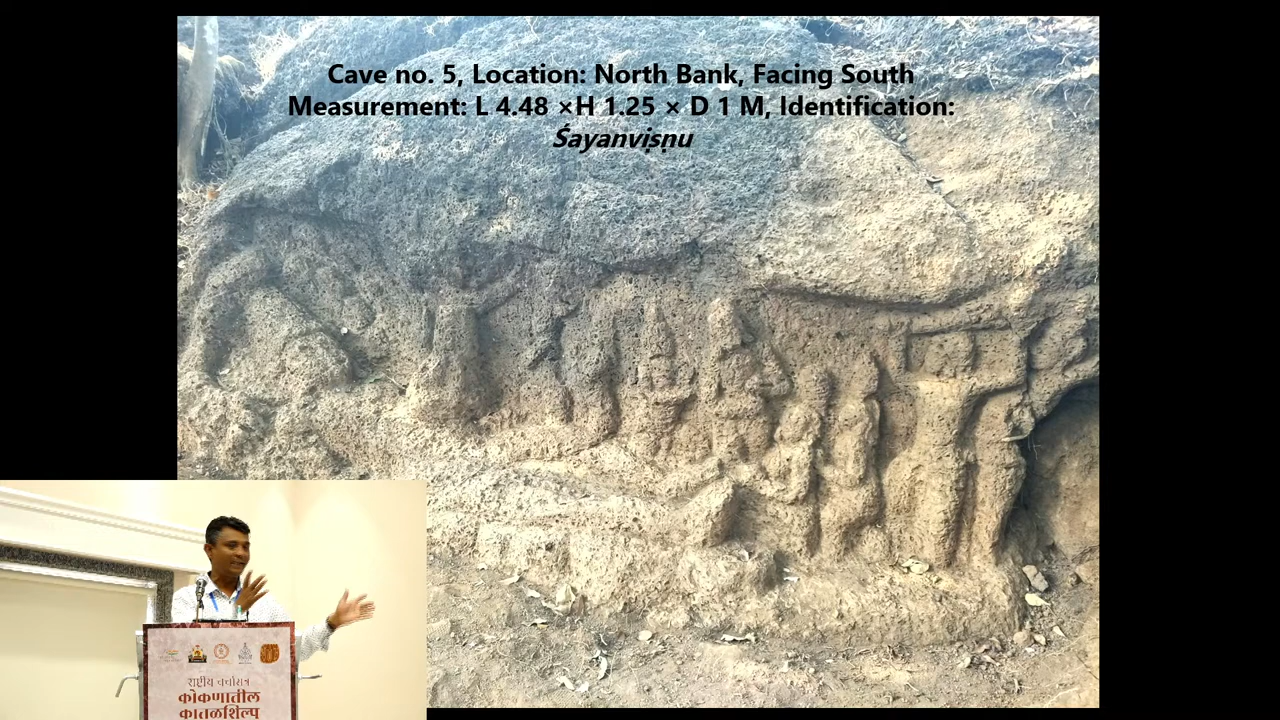 Cave no. 5, Location: North Bank, Facing South
Measurement: L 4.48 ×H 1.25 × D 1 M, Identification:
Śayanviṣṇu
राष्ट्रीय चर्चासत्र
कोकणातील
कातळशिल्प